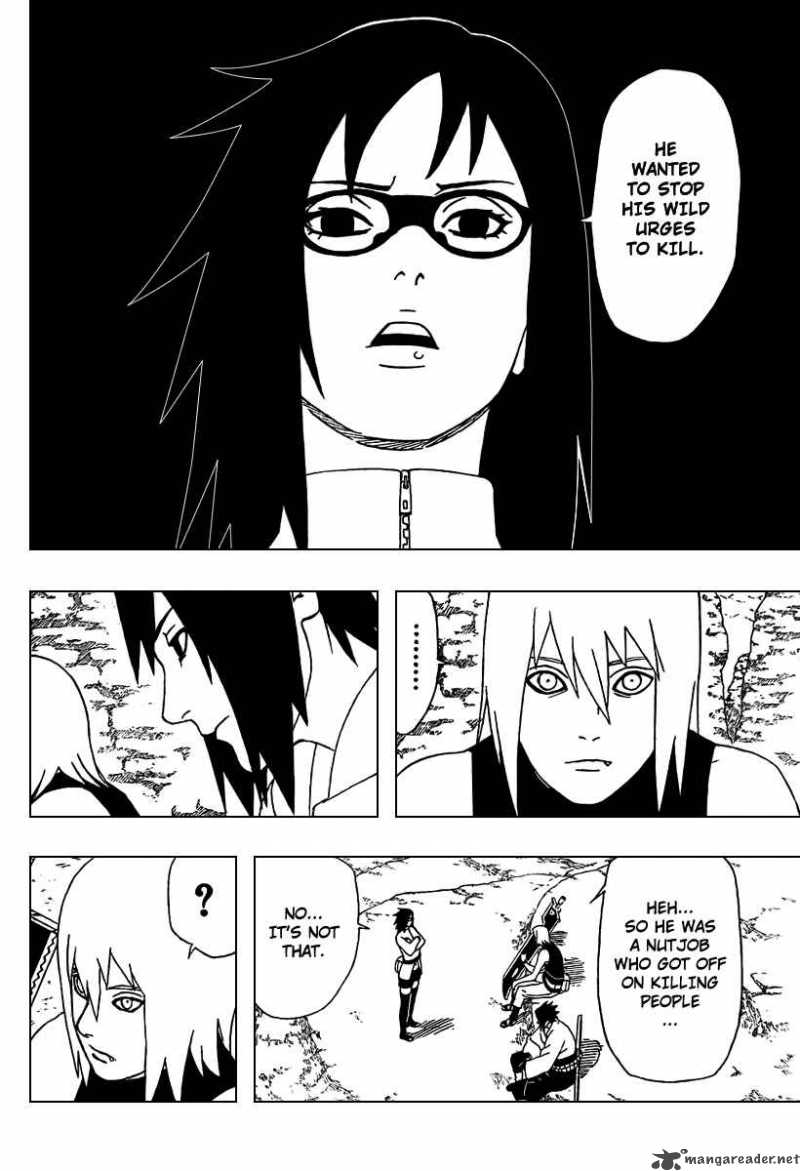 HE
WANTED
TO STOP
HIS WILD
URGES
TO KILL.
.........
HEH...
SO HE WAS
A NUTJOB
WHO GOT OFF
ON KILLING
PEOPLE
...
NO...
IT'S NOT
THAT.
?
mangareader.net